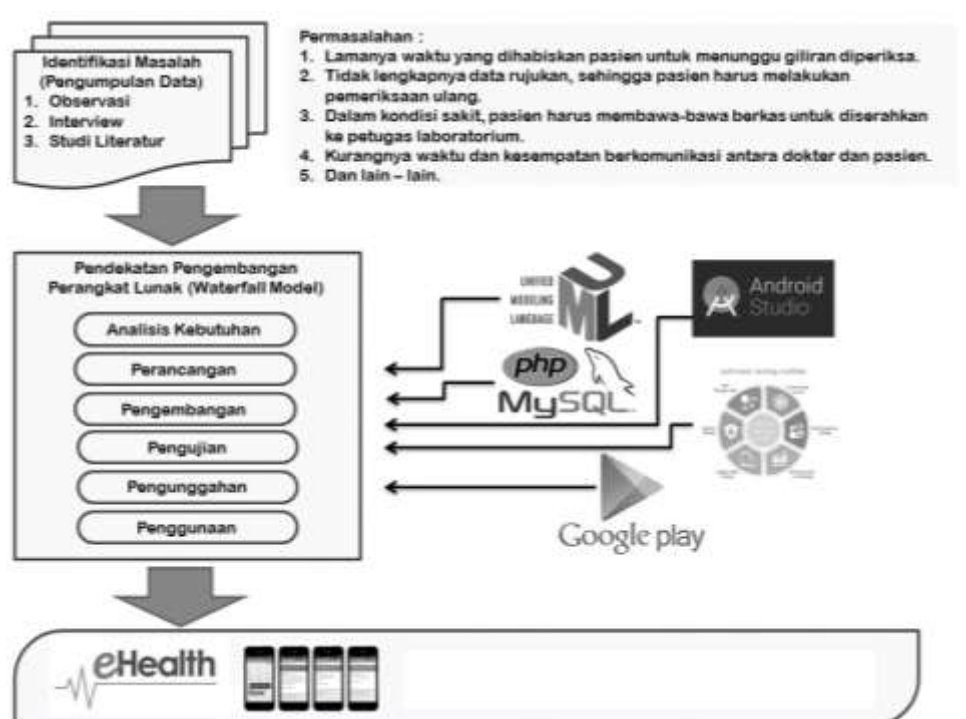 Identifikasi Masalah
(Pengumpulan Data)
1. Observasi
2. Interview
3. Studi Literatur
Permasalahan :
1. Lamanya waktu yang dihabiskan pasien untuk menunggu giliran diperiksa.
2. Tidak lengkapnya data rujukan, sehingga pasien harus melakukan
pemeriksaan ulang.
3. Dalam kondisi sakit, pasien harus membawa-bawa berkas untuk diserahkan
ke petugas laboratorium.
4. Kurangnya waktu dan kesempatan berkomunikasi antara dokter dan pasien.
5. Dan lain – lain.
Pendekatan Pengembangan
Perangkat Lunak (Waterfall Model)
Analisis Kebutuhan
Perancangan
Pengembangan
Pengujian
Pengunggahan
Penggunaan
UNIFIED
MODELING
LANGUAGE
UML
Android
Studio
php
MySQL
Google play
eHealth